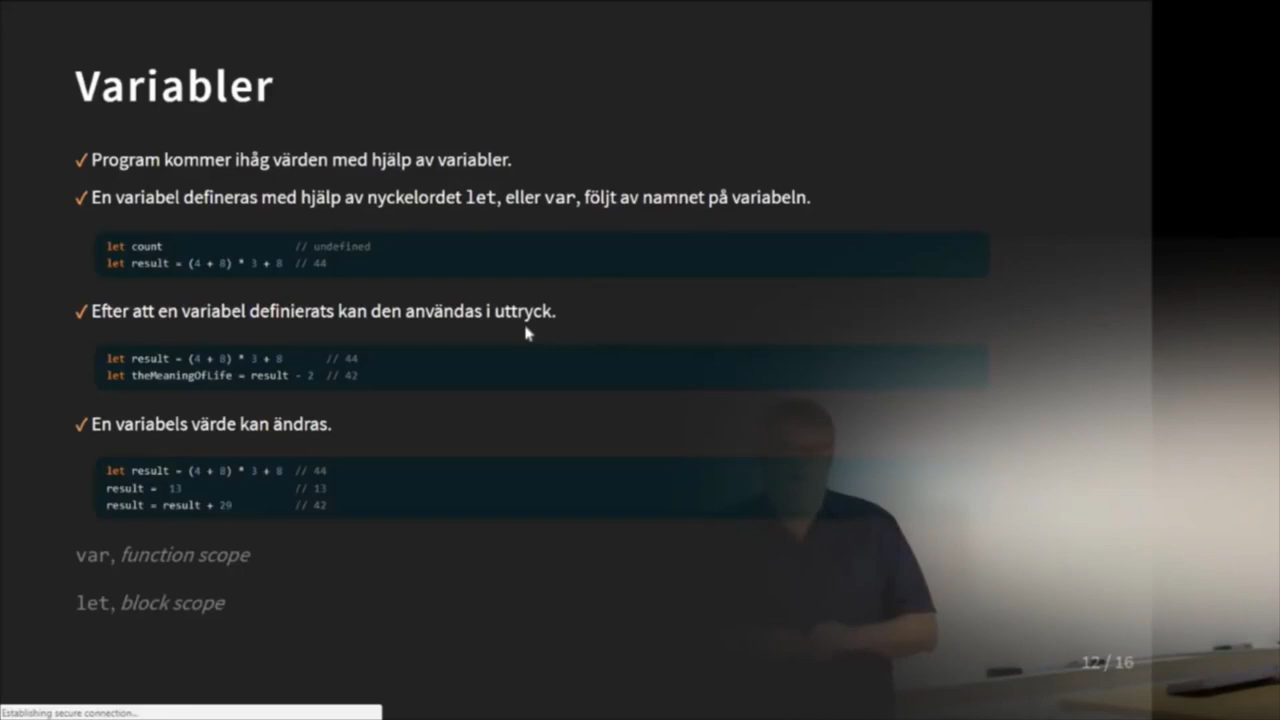 Variabler
✓ Program kommer ihåg värden med hjälp av variabler.
✓ En variabel defineras med hjälp av nyckelordet let, eller var, följt av namnet på variabeln.
let count // undefined
let result = (4 + 8) * 3 + 8 // 44
✓ Efter att en variabel definierats kan den användas i uttryck.
let result = (4 + 8) * 3 + 8 // 44
let theMeaningOfLife = result - 2 // 42
✓ En variabels värde kan ändras.
let result = (4 + 8) * 3 + 8 // 44
result = 13 // 13
result = result + 29 // 42
var, function scope
let, block scope
12 / 16
Establishing secure connection...